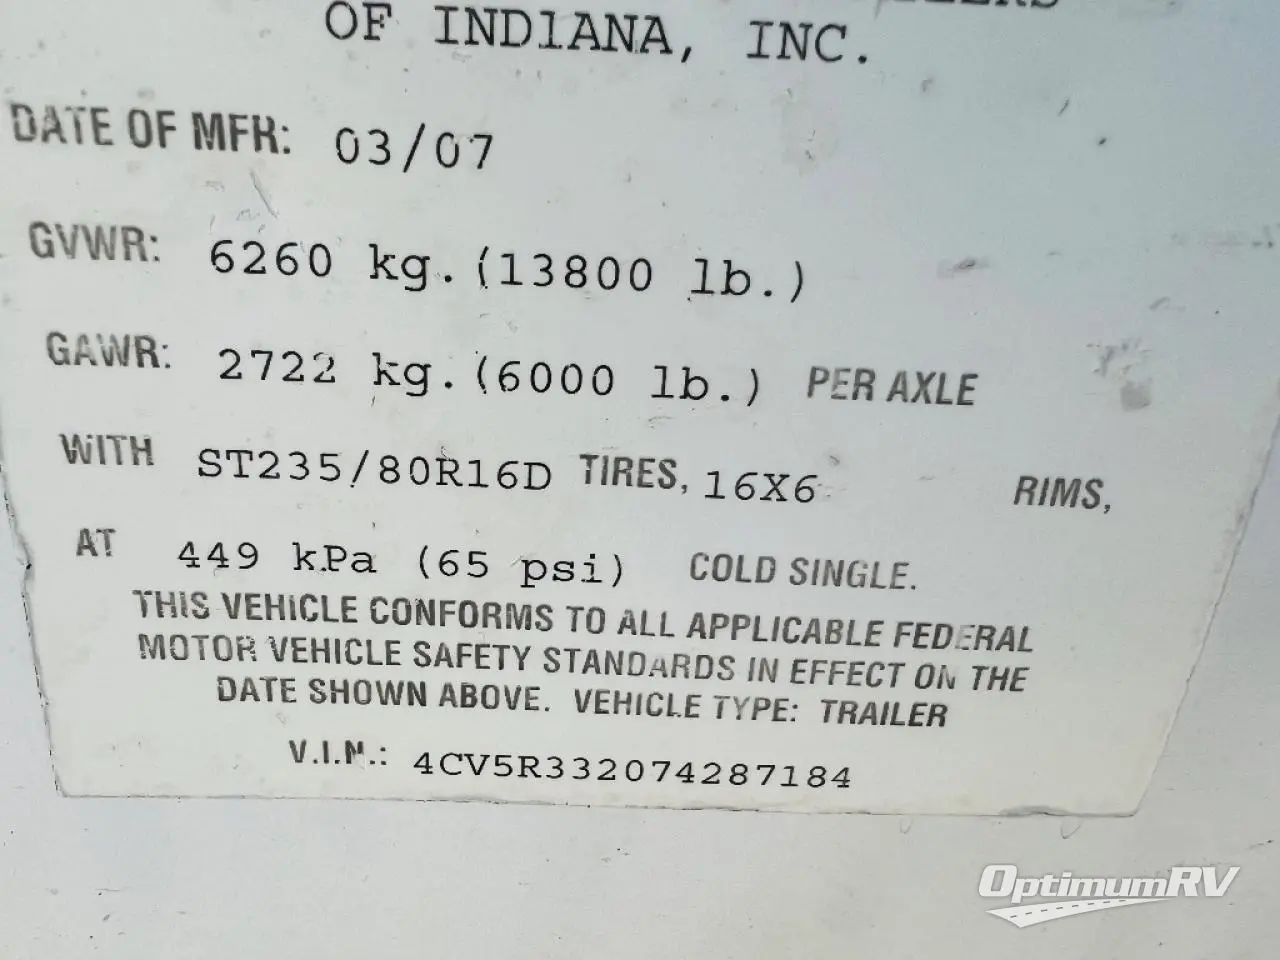 OF INDIANA, INC.
DATE OF MFR: 03/07
GVWR: 6260 kg.(13800 lb.)
GAWR: 2722 kg.(6000 lb.) PER AXLE
WITH ST235/80R16D TIRES, 16X6 RIMS,
AT 449 kPa (65 psi) COLD SINGLE.
THIS VEHICLE CONFORMS TO ALL APPLICABLE FEDERAL
MOTOR VEHICLE SAFETY STANDARDS IN EFFECT ON THE
DATE SHOWN ABOVE. VEHICLE TYPE: TRAILER
V.I.N.: 4CV5R332074287184
OptimumRV